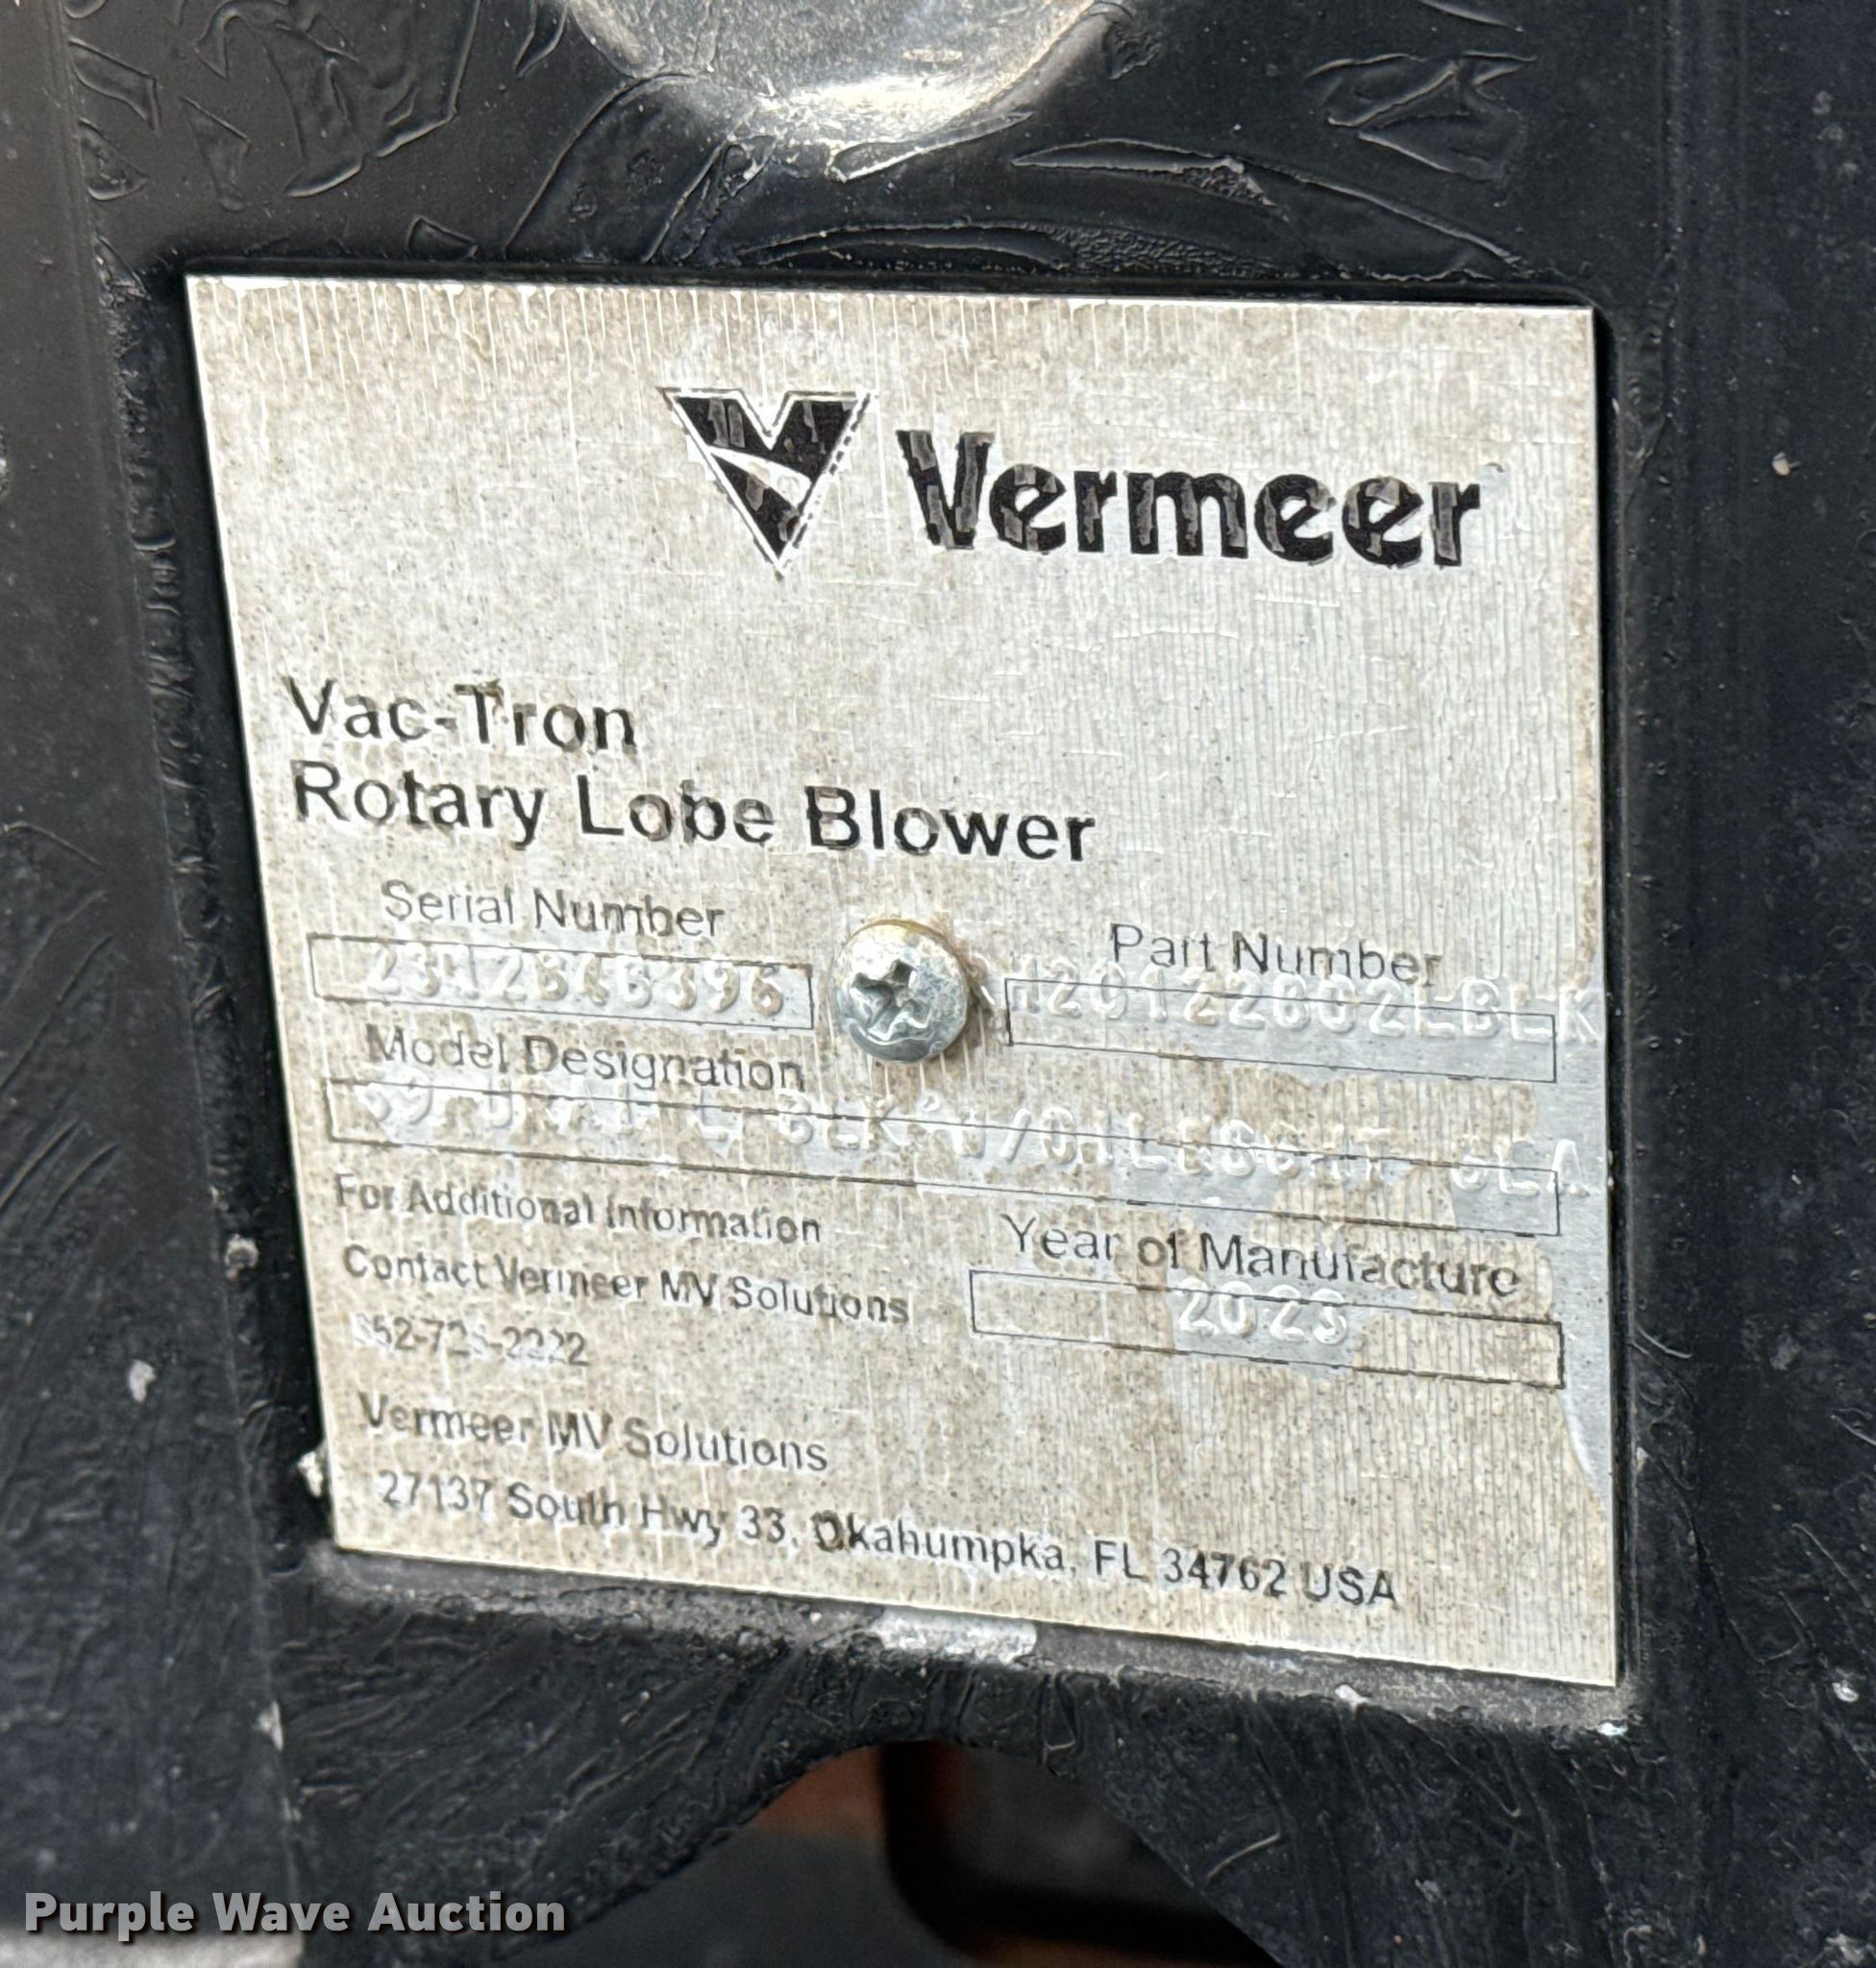 Vermeer
Vac-Tron
Rotary Lobe Blower
Serial Number
Part Number
Model Designation
For Additional Information
Year of Manufacture
Contact Vermeer MV Solutions
2023
Vermeer MV Solutions
27137 South Hwy 33, Okahumpka, FL 34762 USA
Purple Wave Auction